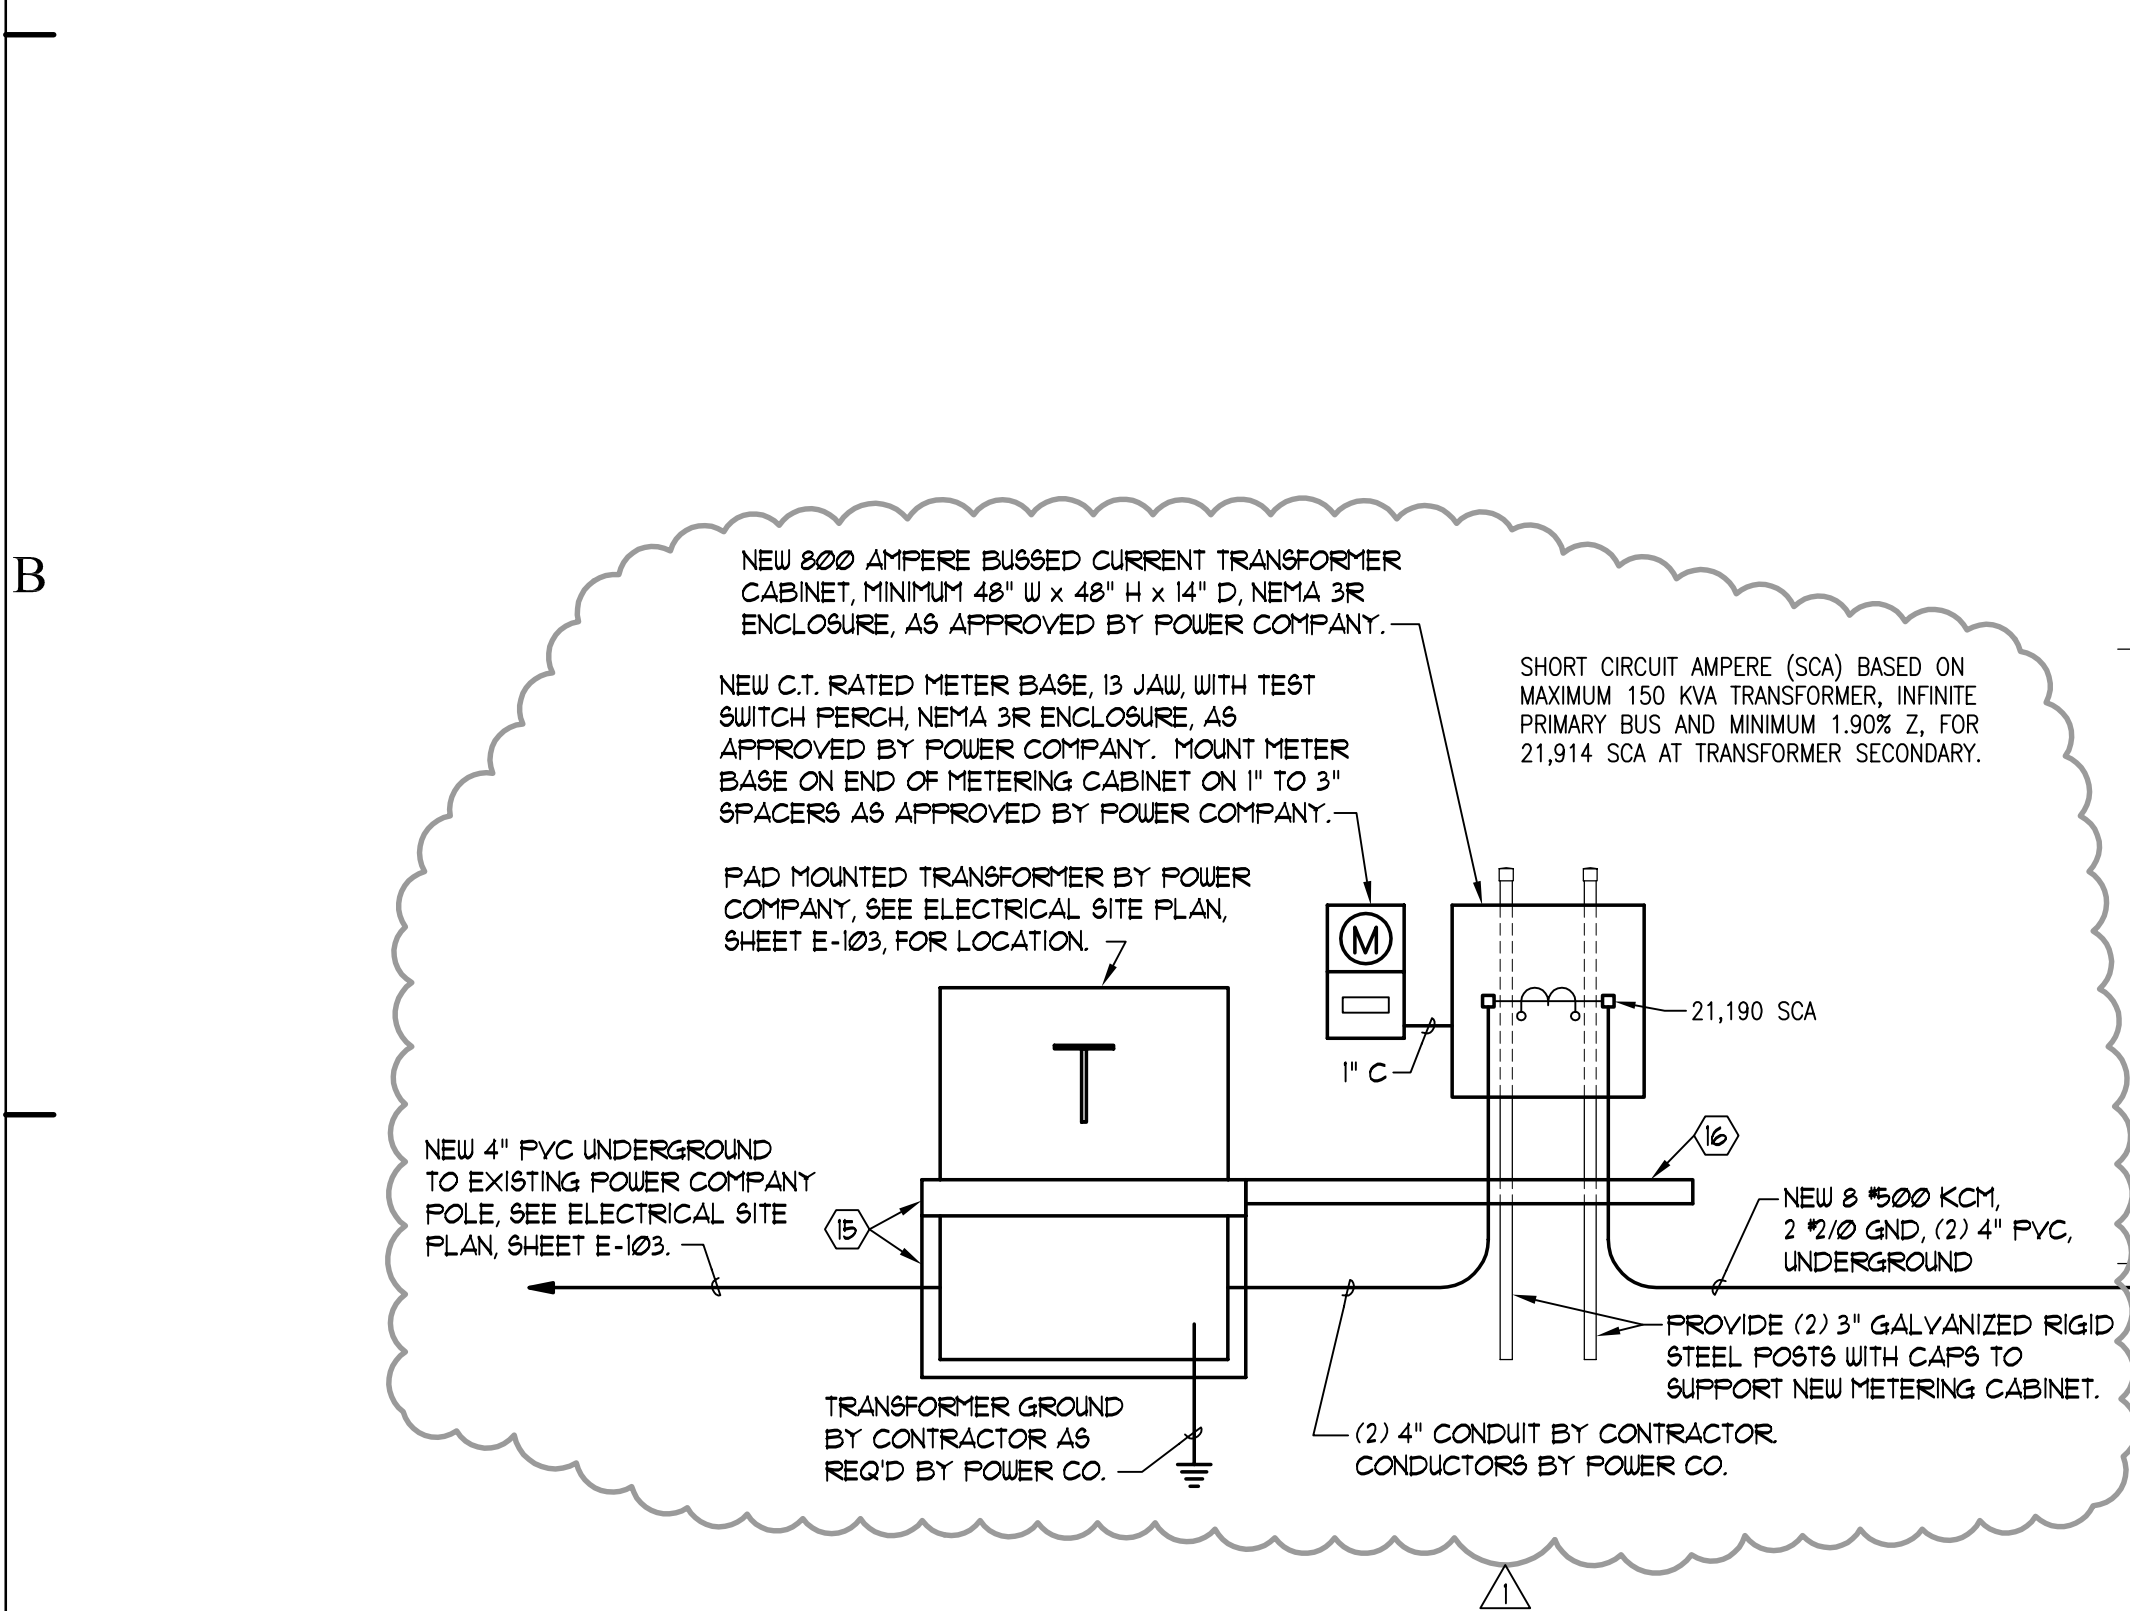 B
NEW 800 AMPERE BUSSED CURRENT TRANSFORMER
CABINET, MINIMUM 48" W x 48" H x 14" D, NEMA 3R
ENCLOSURE, AS APPROVED BY POWER COMPANY.
SHORT CIRCUIT AMPERE (SCA) BASED ON
MAXIMUM 150 KVA TRANSFORMER, INFINITE
PRIMARY BUS AND MINIMUM 1.90% Z, FOR
21,914 SCA AT TRANSFORMER SECONDARY.
NEW C.T. RATED METER BASE, 13 JAW, WITH TEST
SWITCH PERCH, NEMA 3R ENCLOSURE, AS
APPROVED BY POWER COMPANY. MOUNT METER
BASE ON END OF METERING CABINET ON 1" TO 3"
SPACERS AS APPROVED BY POWER COMPANY.
PAD MOUNTED TRANSFORMER BY POWER
COMPANY, SEE ELECTRICAL SITE PLAN,
SHEET E-103, FOR LOCATION.
M
21,190 SCA
1" C
T
16
NEW 4" PVC UNDERGROUND
TO EXISTING POWER COMPANY
POLE, SEE ELECTRICAL SITE
PLAN, SHEET E-103.
15
NEW 8 #500 KCM,
2 #2/0 GND, (2) 4" PVC,
UNDERGROUND
PROVIDE (2) 3" GALVANIZED RIGID
STEEL POSTS WITH CAPS TO
SUPPORT NEW METERING CABINET.
TRANSFORMER GROUND
BY CONTRACTOR AS
REQ'D BY POWER CO.
(2) 4" CONDUIT BY CONTRACTOR.
CONDUCTORS BY POWER CO.
1